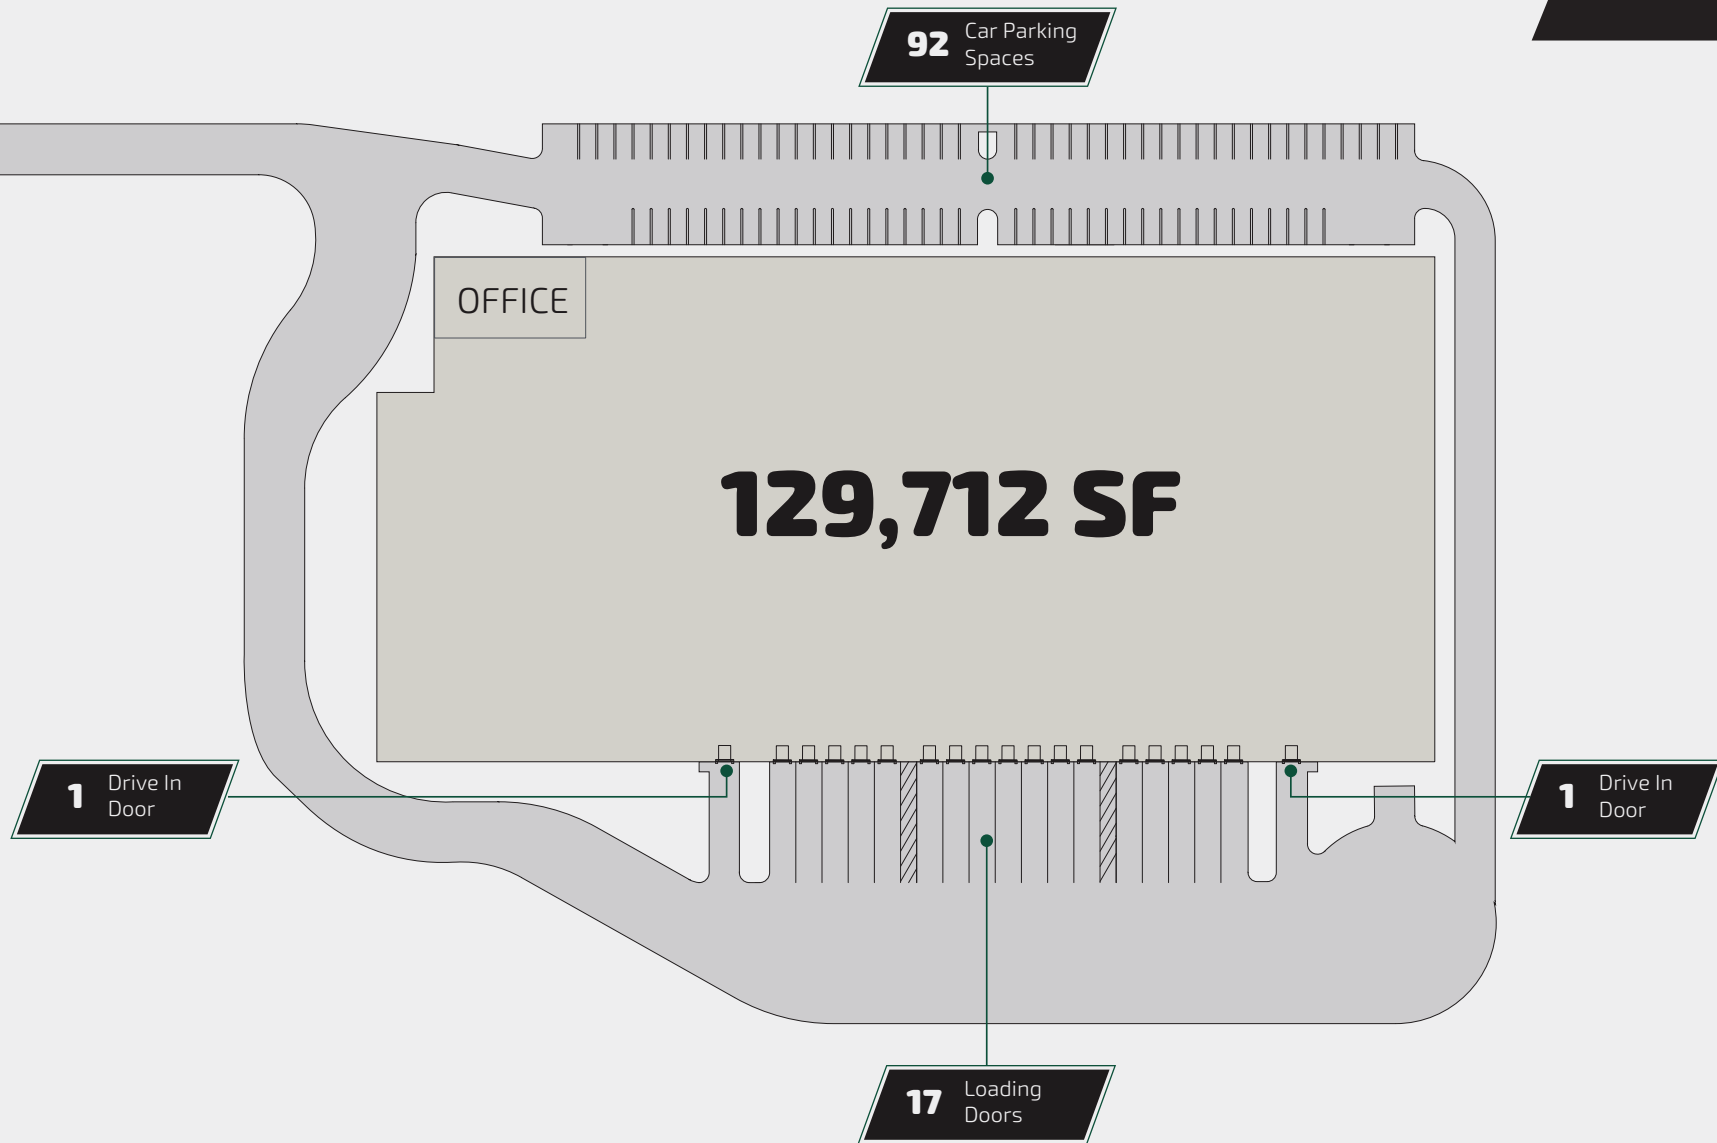 92
Car Parking
Spaces
OFFICE
129,712 SF
1
Drive In
Door
1
Drive In
Door
17
Loading
Doors